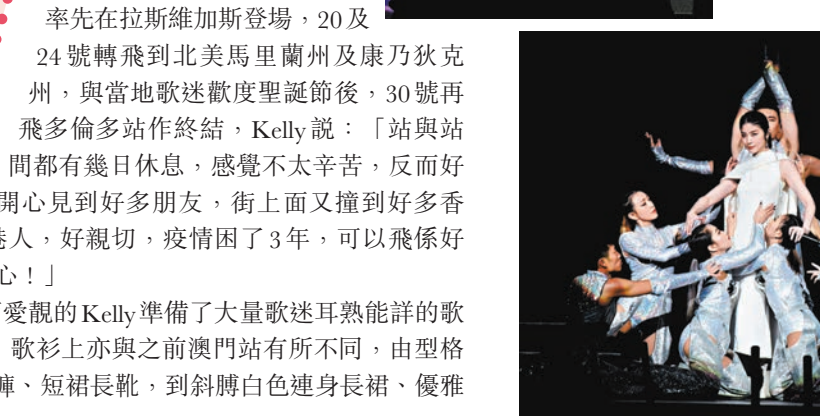 率先在拉斯維加斯登場，20及
24號轉飛到北美馬里蘭州及康乃狄克
州，與當地歌迷歡度聖誕節後，30號再
飛多倫多站作終結，Kelly說：「站與站
間都有幾日休息，感覺不太辛苦，反而好
開心見到好多朋友，街上面又撞到好多香
港人，好親切，疫情困了3年，可以飛係好
心！」
愛靚的Kelly準備了大量歌迷耳熟能詳的歌
歌衫上亦與之前澳門站有所不同，由型格
褲、短裙長靴，到斜膊白色連身長裙、優雅